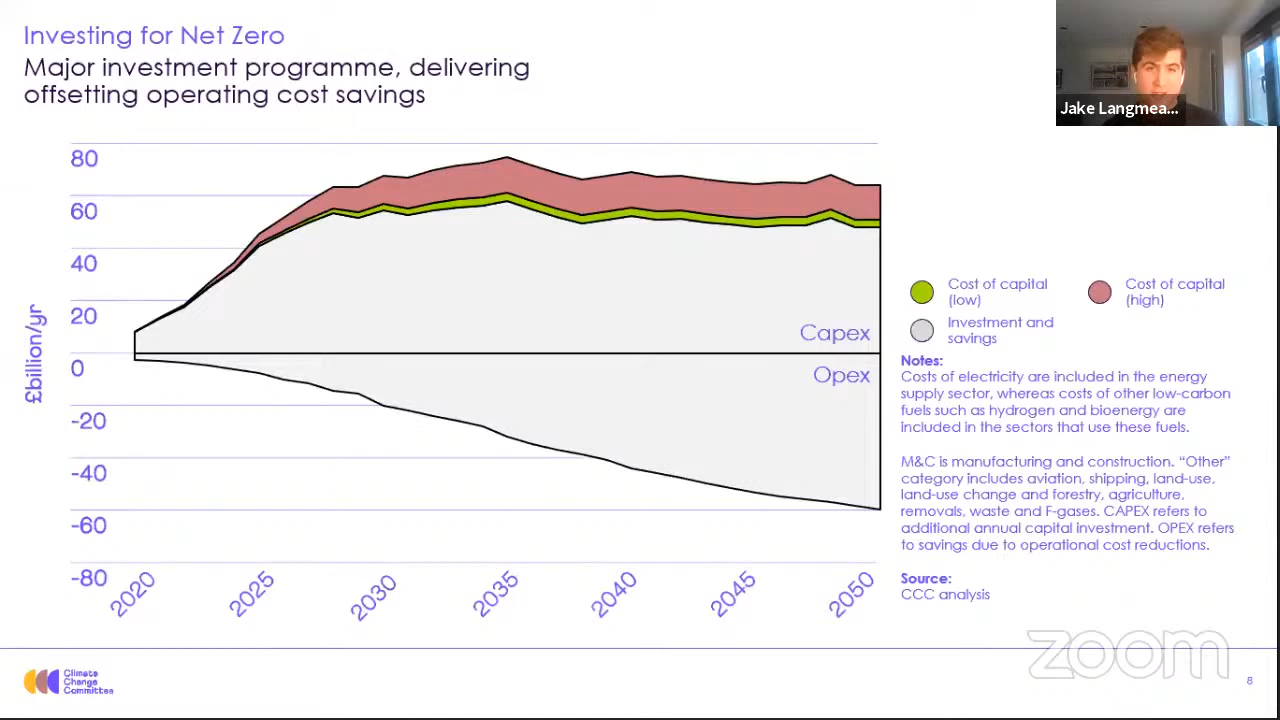 Investing for Net Zero
Major investment programme, delivering
offsetting operating cost savings
Jake Langmea...
80
60
40
20
0
-20
-40
-60
-80
£billion/yr
Capex
Opex
2020
2025
2030
2035
2040
2045
2050
Cost of capital
(low)
Cost of capital
(high)
Investment and
savings
Notes:
Costs of electricity are included in the energy
supply sector, whereas costs of other low-carbon
fuels such as hydrogen and bioenergy are
included in the sectors that use these fuels.
M&C is manufacturing and construction. “Other”
category includes aviation, shipping, land-use,
land-use change and forestry, agriculture,
removals, waste and F-gases. CAPEX refers to
additional annual capital investment. OPEX refers
to savings due to operational cost reductions.
Source:
CCC analysis
zoom
Climate
Change
Committee
8